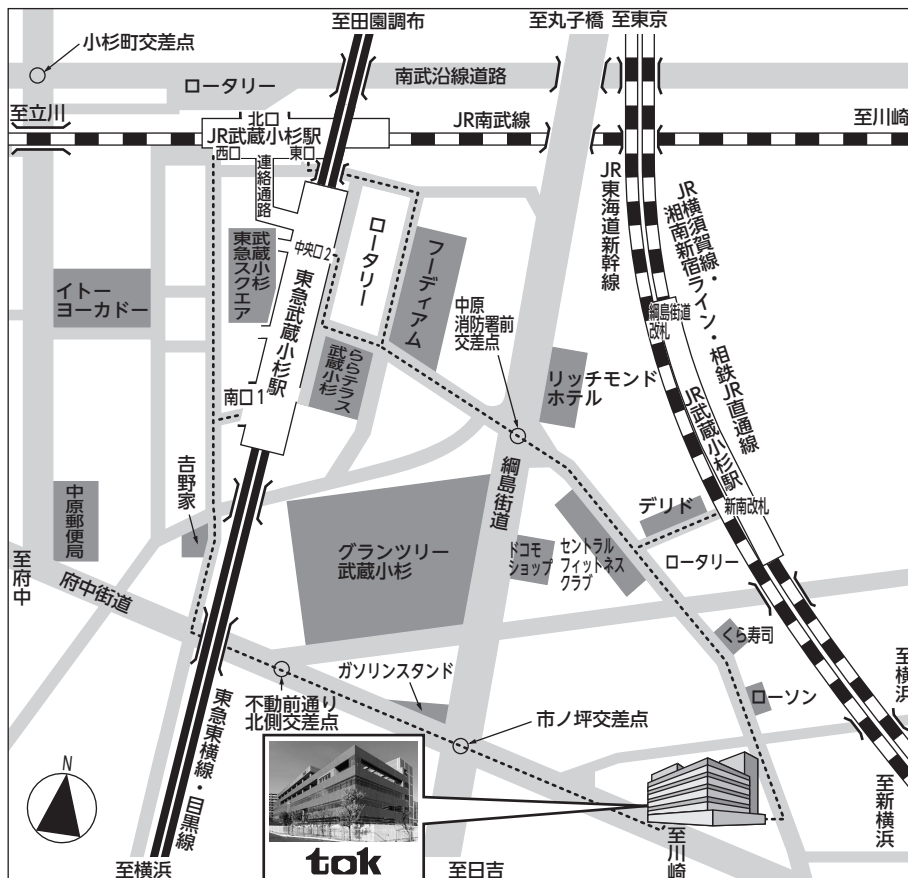 至田園調布
至丸子橋
至東京
小杉町交差点
ロータリー
南武沿線道路
至立川
北口
JR武蔵小杉駅
西口
東口
JR南武線
至川崎
連絡通路
武蔵小杉
東急スクエア
中央口2
東急武蔵小杉駅
ロータリー
フーディアム
JR東海道新幹線
JR横須賀線・
湘南新宿ライン・相鉄JR直通線
イトー
ヨーカドー
中原
消防署前
交差点
綱島街道
改札
ららテラス
武蔵小杉
リッチモンド
ホテル
南口1
JR武蔵小杉駅
吉野家
綱島街道
中原郵便局
デリド
新南改札
グランツリー
武蔵小杉
ドコモ
ショップ
セントラル
フィットネス
クラブ
ロータリー
至府中
府中街道
くら寿司
至横浜
ガソリンスタンド
ローソン
不動前通り
北側交差点
市ノ坪交差点
東急東横線・目黒線
N
tok
至横浜
至日吉
至川崎
至新横浜